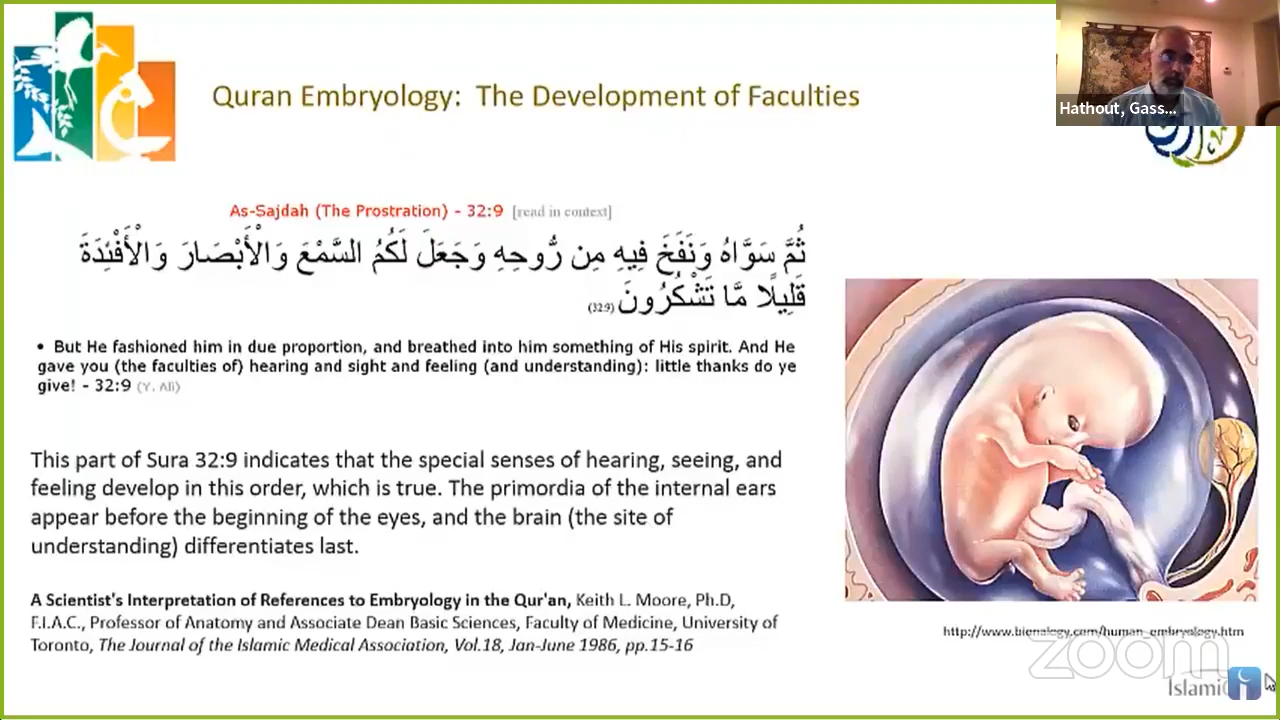 Hathout, Gass...
Quran Embryology: The Development of Faculties
As-Sajdah (The Prostration) - 32:9 [read in context]
ثُمَّ سَوَّاهُ وَنَفَخَ فِيهِ مِن رُّوحِهِ وَجَعَلَ لَكُمُ السَّمْعَ وَالْأَبْصَارَ وَالْأَفْئِدَةَ
قَلِيلًا مَّا تَشْكُرُونَ (32:9)
• But He fashioned him in due proportion, and breathed into him something of His spirit. And He
gave you (the faculties of) hearing and sight and feeling (and understanding): little thanks do ye
give! - 32:9 (Y. Ali)
This part of Sura 32:9 indicates that the special senses of hearing, seeing, and
feeling develop in this order, which is true. The primordia of the internal ears
appear before the beginning of the eyes, and the brain (the site of
understanding) differentiates last.
A Scientist's Interpretation of References to Embryology in the Qur'an, Keith L. Moore, Ph.D,
F.I.A.C., Professor of Anatomy and Associate Dean Basic Sciences, Faculty of Medicine, University of
Toronto, The Journal of the Islamic Medical Association, Vol.18, Jan-June 1986, pp.15-16
http://www.bienalogy.com/human_embryology.htm
zoom
Islami